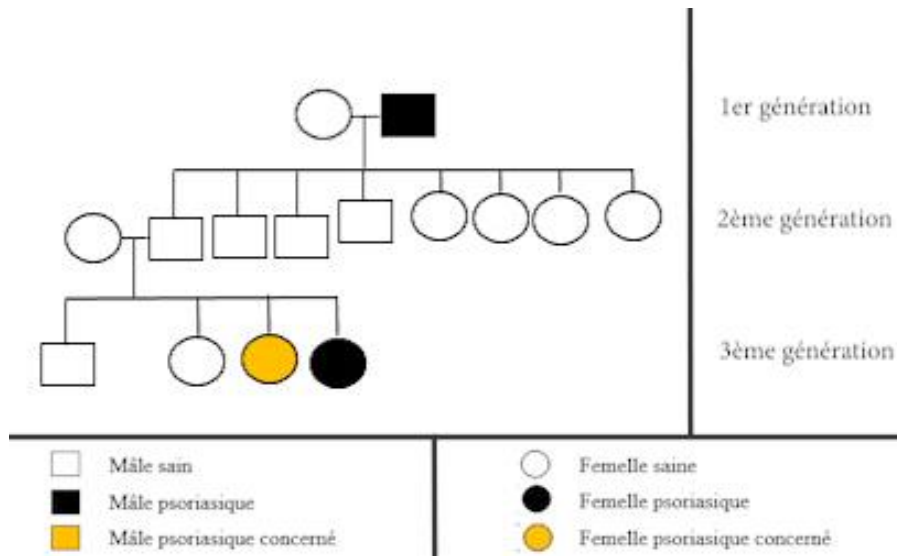 1er génération
2ème génération
3ème génération
Mâle sain
Mâle psoriasique
Mâle psoriasique concerné
Femelle saine
Femelle psoriasique
Femelle psoriasique concerné